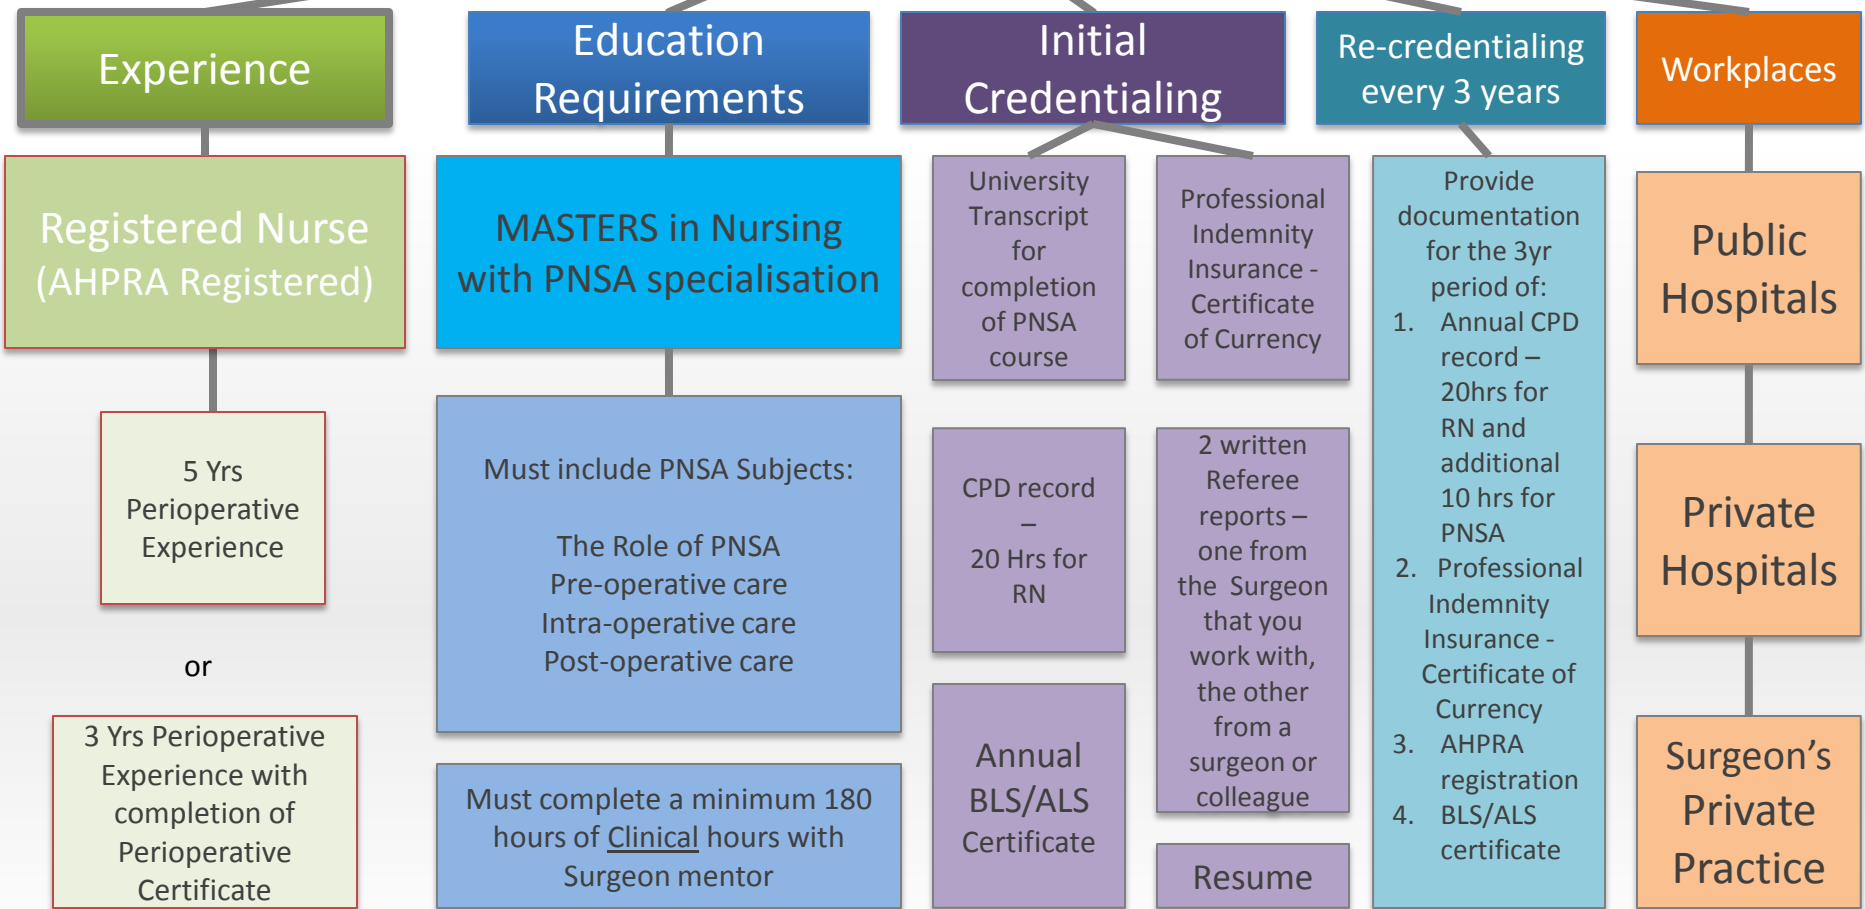 Experience
Registered Nurse
(AHPRA Registered)
5 Yrs
Perioperative
Experience
or
3 Yrs Perioperative
Experience with
completion of
Perioperative
Certificate
Education
Requirements
MASTERS in Nursing
with PNSA specialisation
Must include PNSA Subjects:
The Role of PNSA
Pre-operative care
Intra-operative care
Post-operative care
Must complete a minimum 180
hours of Clinical hours with
Surgeon mentor
Initial
Credentialing
University
Transcript
for
completion
of PNSA
course
Professional
Indemnity
Insurance -
Certificate
of Currency
CPD record
–
20 Hrs for
RN
2 written
Referee
reports –
one from
the Surgeon
that you
work with,
the other
from a
surgeon or
colleague
Annual
BLS/ALS
Certificate
Resume
Re-credentialing
every 3 years
Provide
documentation
for the 3yr
period of:
1. Annual CPD
record –
20hrs for
RN and
additional
10 hrs for
PNSA
2. Professional
Indemnity
Insurance -
Certificate of
Currency
3. AHPRA
registration
4. BLS/ALS
certificate
Workplaces
Public
Hospitals
Private
Hospitals
Surgeon's
Private
Practice